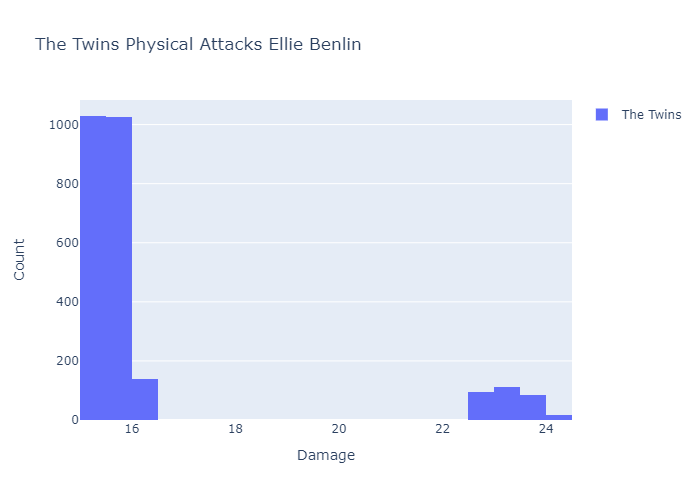 The Twins Physical Attacks Ellie Benlin
The Twins
1000
800
600
400
200
0
Count
16
18
20
22
24
Damage